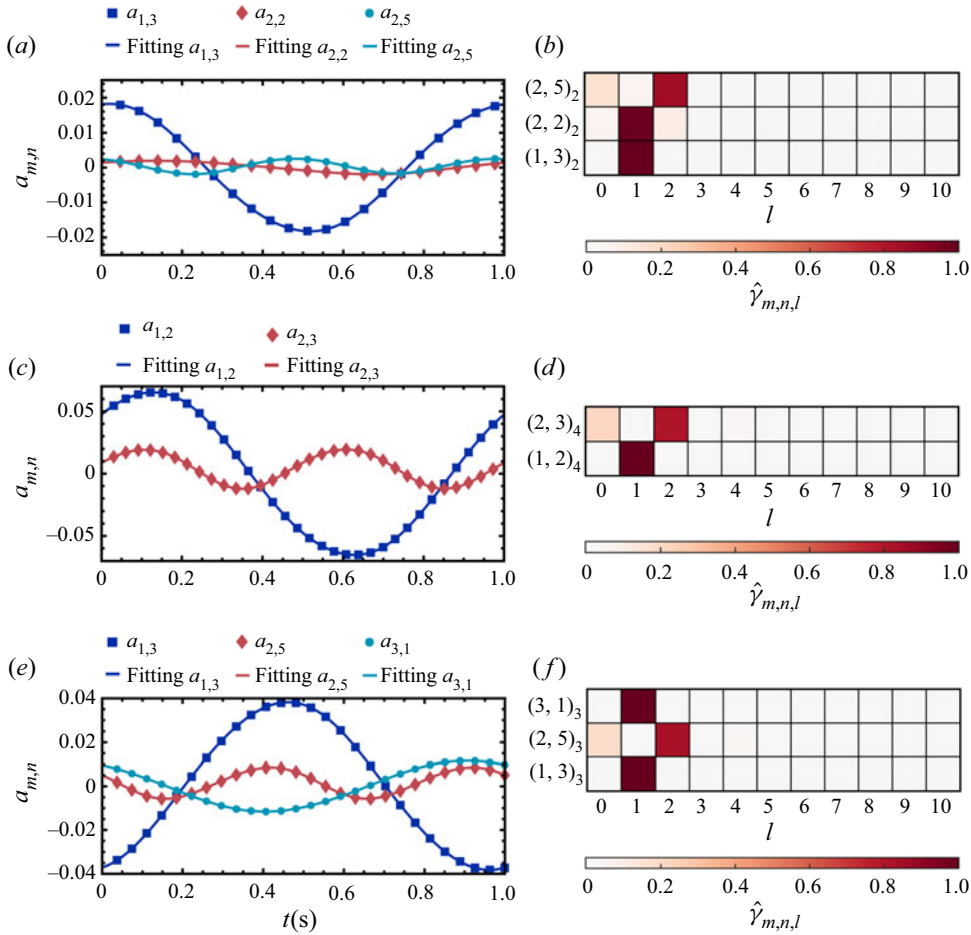 a1,3 a2,2 a2,5
(a) Fitting a1,3 Fitting a2,2 Fitting a2,5
0.02
0.01
0
−0.01
−0.02
am,n
0 0.2 0.4 0.6 0.8 1.0
(b)
(2, 5)2
(2, 2)2
(1, 3)2
0 1 2 3 4 5 6 7 8 9 10
l
0 0.2 0.4 0.6 0.8 1.0
γ̂m,n,l
a1,2 a2,3
(c) Fitting a1,2 Fitting a2,3
0.05
0
−0.05
am,n
0 0.2 0.4 0.6 0.8 1.0
(d)
(2, 3)4
(1, 2)4
0 1 2 3 4 5 6 7 8 9 10
l
0 0.2 0.4 0.6 0.8 1.0
γ̂m,n,l
a1,3 a2,5 a3,1
(e) Fitting a1,3 Fitting a2,5 Fitting a3,1
0.04
0.02
0
−0.02
−0.04
am,n
0 0.2 0.4 0.6 0.8 1.0
t(s)
(f)
(3, 1)3
(2, 5)3
(1, 3)3
0 1 2 3 4 5 6 7 8 9 10
l
0 0.2 0.4 0.6 0.8 1.0
γ̂m,n,l